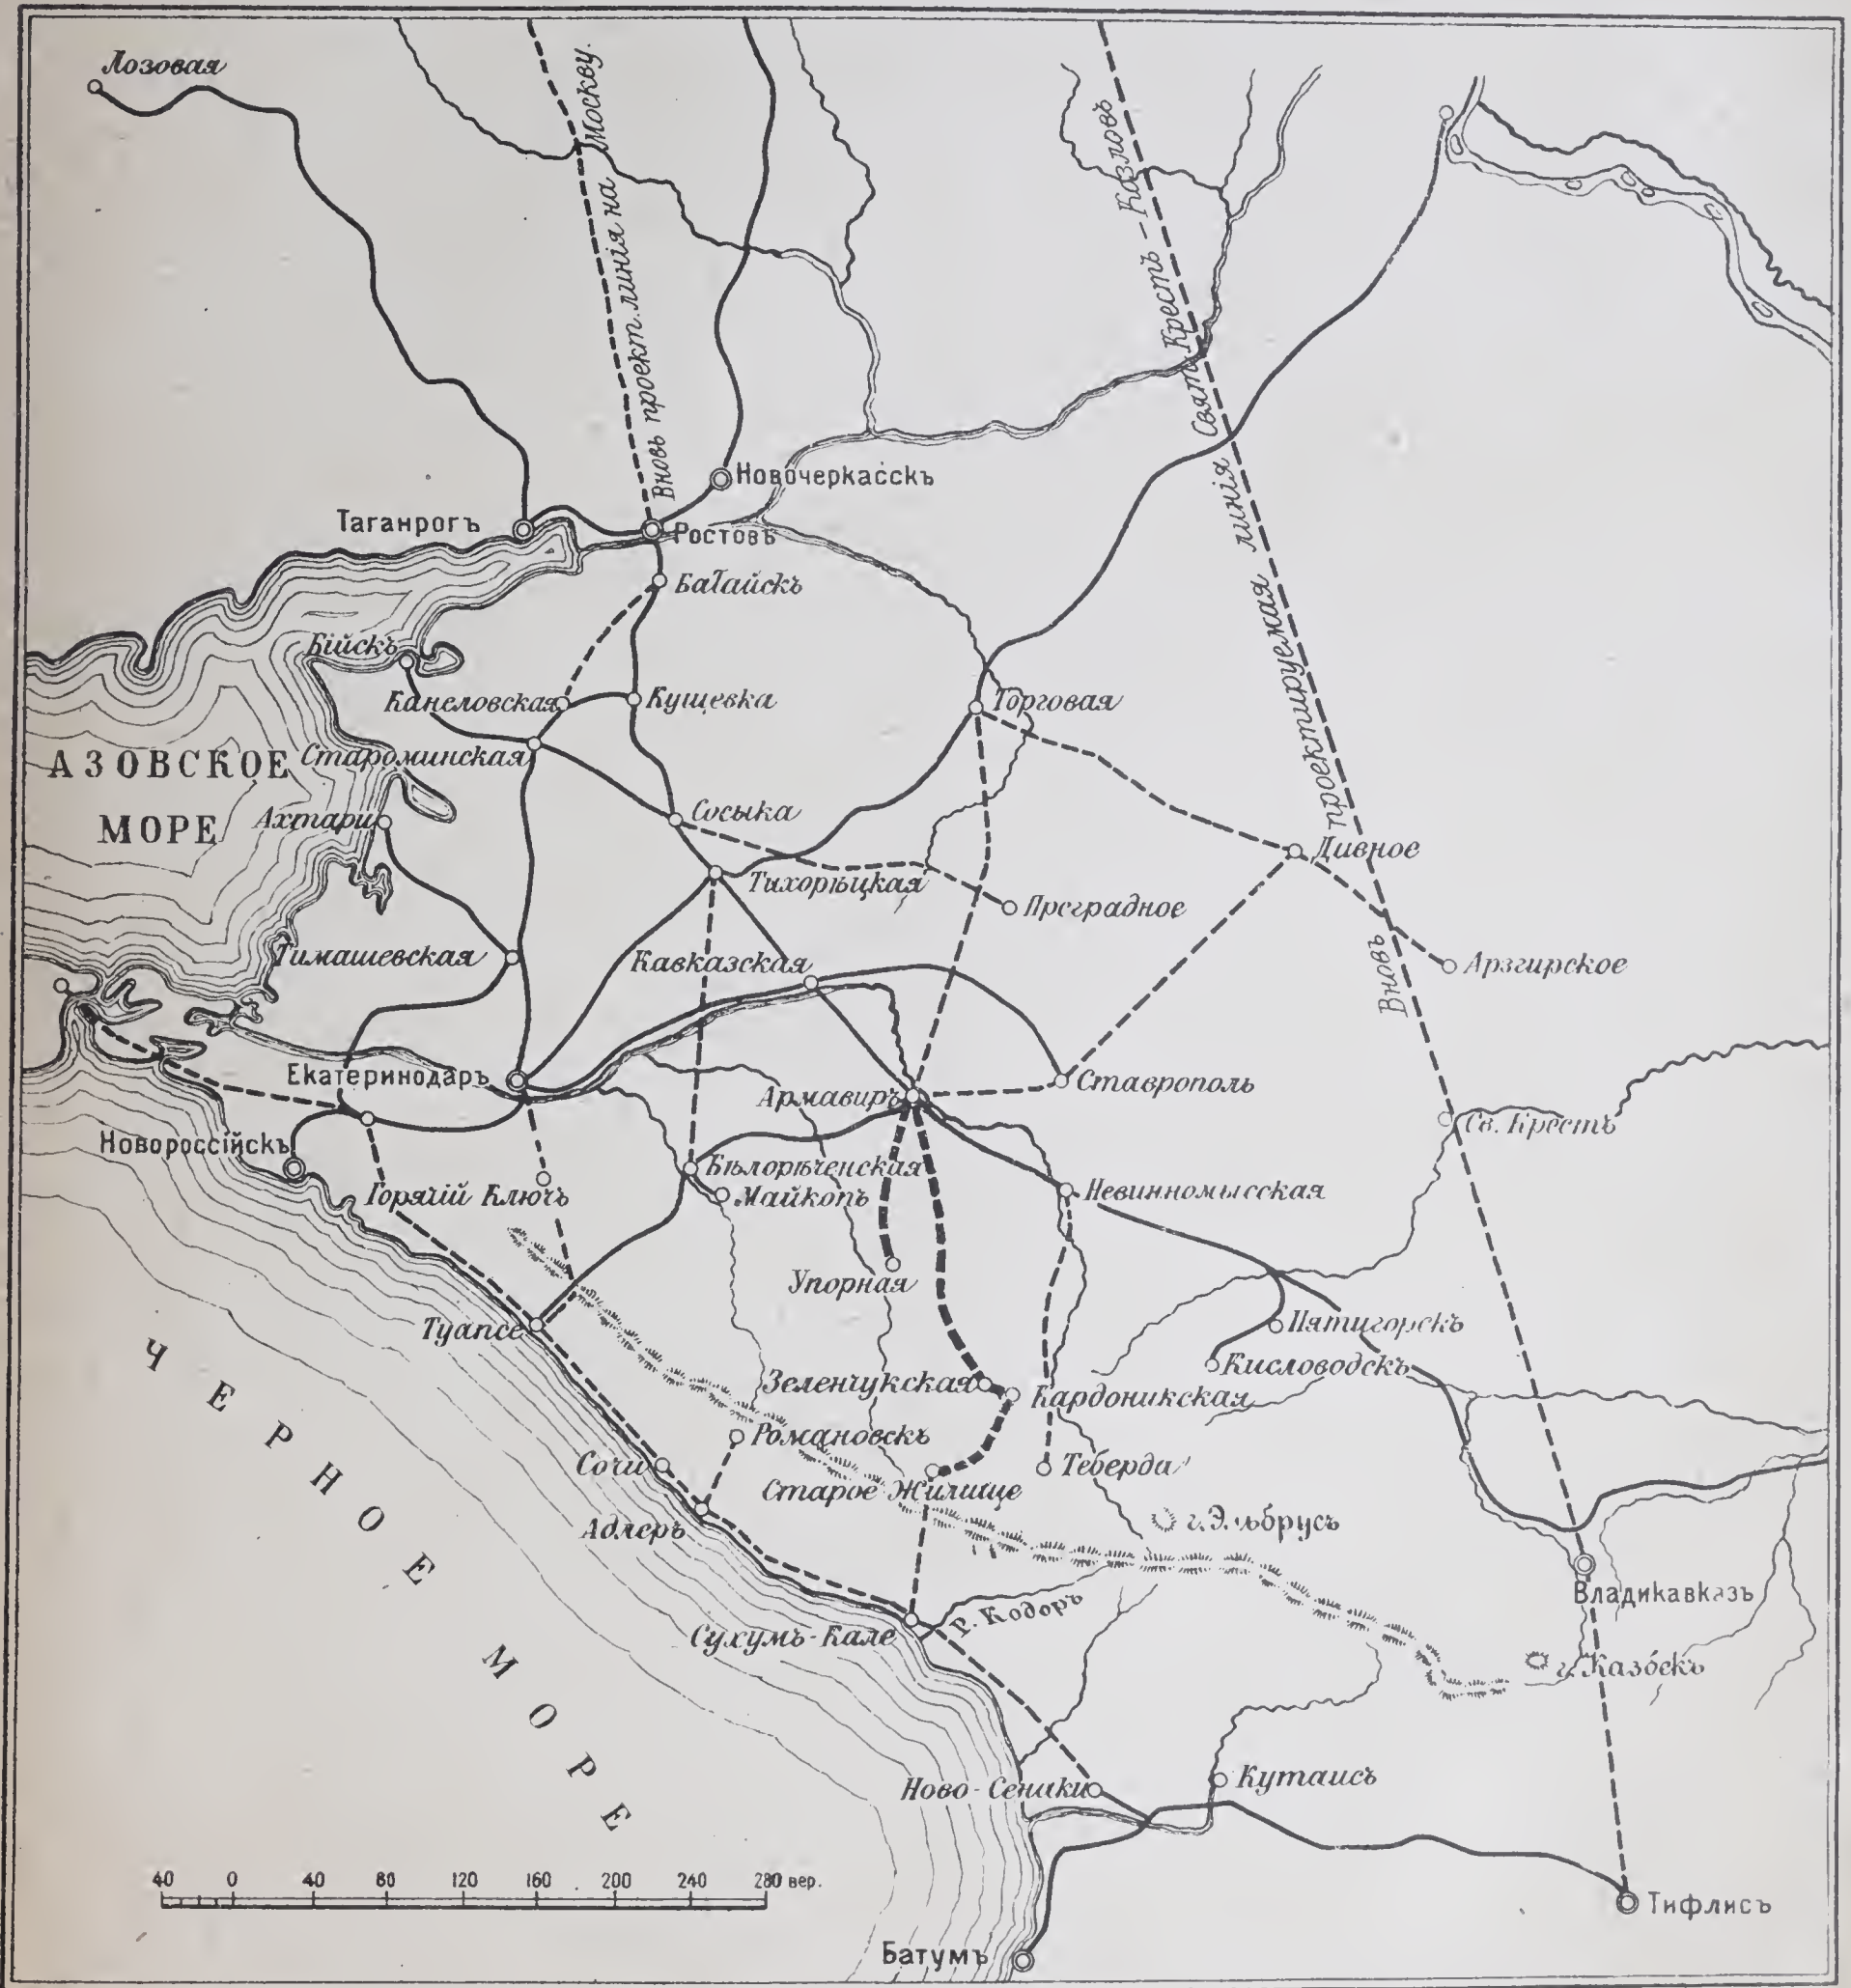 Лозовая
Вновь проект. линія на Москву.
Вновь проектируемая линія Свят. Крестъ – Казловъ
Новочеркасскъ
Таганрогъ
Ростовъ
Батайскъ
Ейскъ
Канеловская
Кущевка
Торговая
Староминская
АЗОВСКОЕ
МОРЕ
Ахтари
Сосыка
Дивное
Тихорѣцкая
Преградное
Тимашевская
Кавказская
Арзгирское
Екатеринодаръ
Армавиръ
Ставрополь
Св. Крестъ
Новороссійскъ
Бѣлорѣченская
Горячій Ключъ
Майкопъ
Невинномысская
Упорная
Туапсе
Пятигорскъ
Кисловодскъ
Зеленчукская
Кардоникская
Романовскъ
Сочи
Теберда
Старое Жилище
Адлеръ
г. Эльбрусъ
Владикавказъ
Р. Кодоръ
Сухумъ-Кале
г. Казбекъ
ЧЕРНОЕ МОРЕ
Ново-Сенаки
Кутаисъ
40 0 40 80 120 160 200 240 280 вер.
Тифлисъ
Батумъ